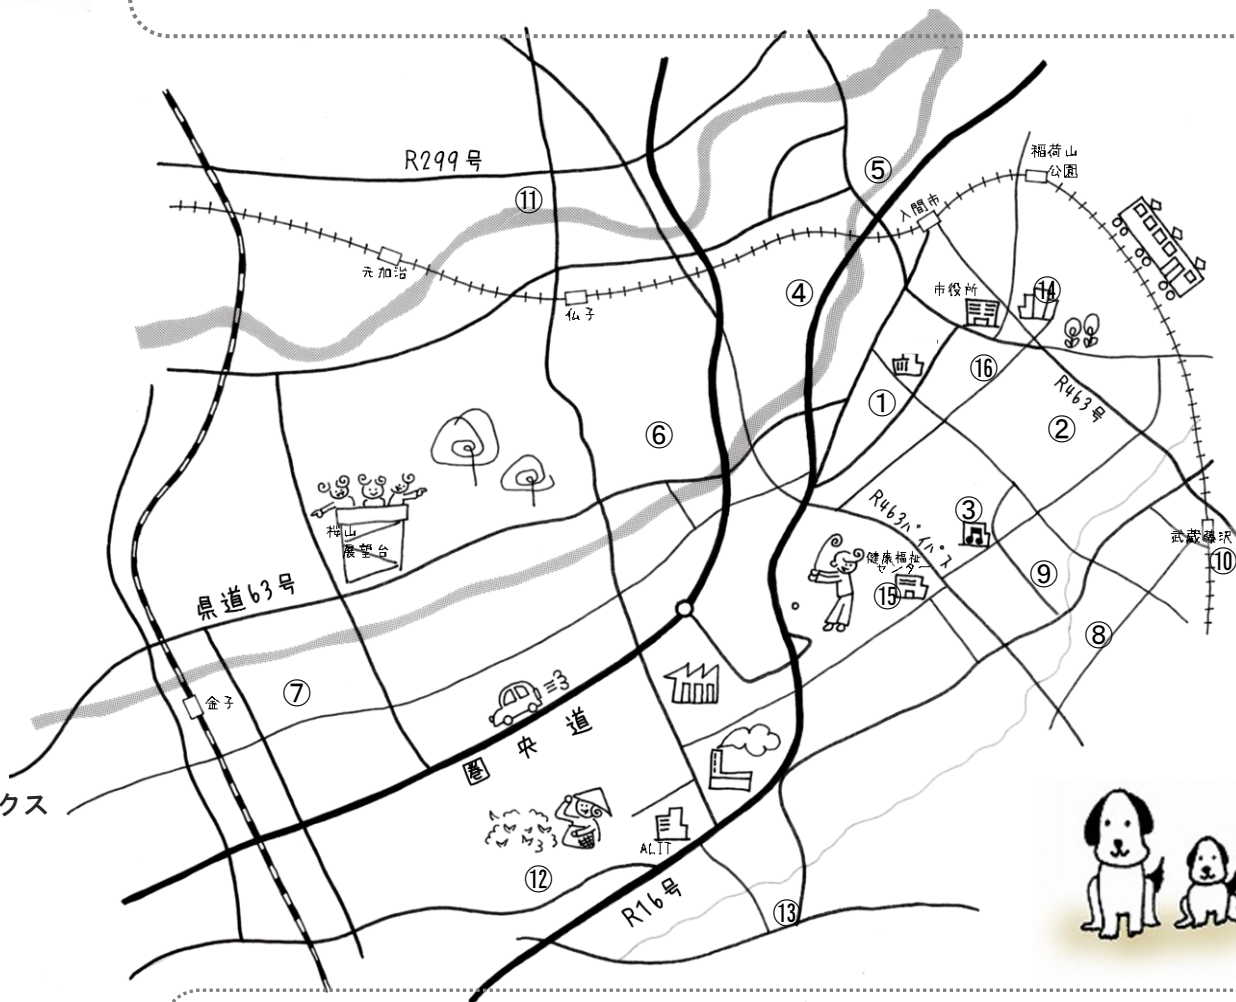 稲荷山
公園
R299号
⑤
⑪
入間市
元加治
市役所
⑭
④
仏子
⑯
R463号
①
②
⑥
R463バイパス
③
桜山
展望台
武蔵藤沢
健康福祉
センター
⑩
⑨
県道63号
⑮
⑧
⑦
金子
圏央道
クス
ALIT
⑫
R16号
⑬